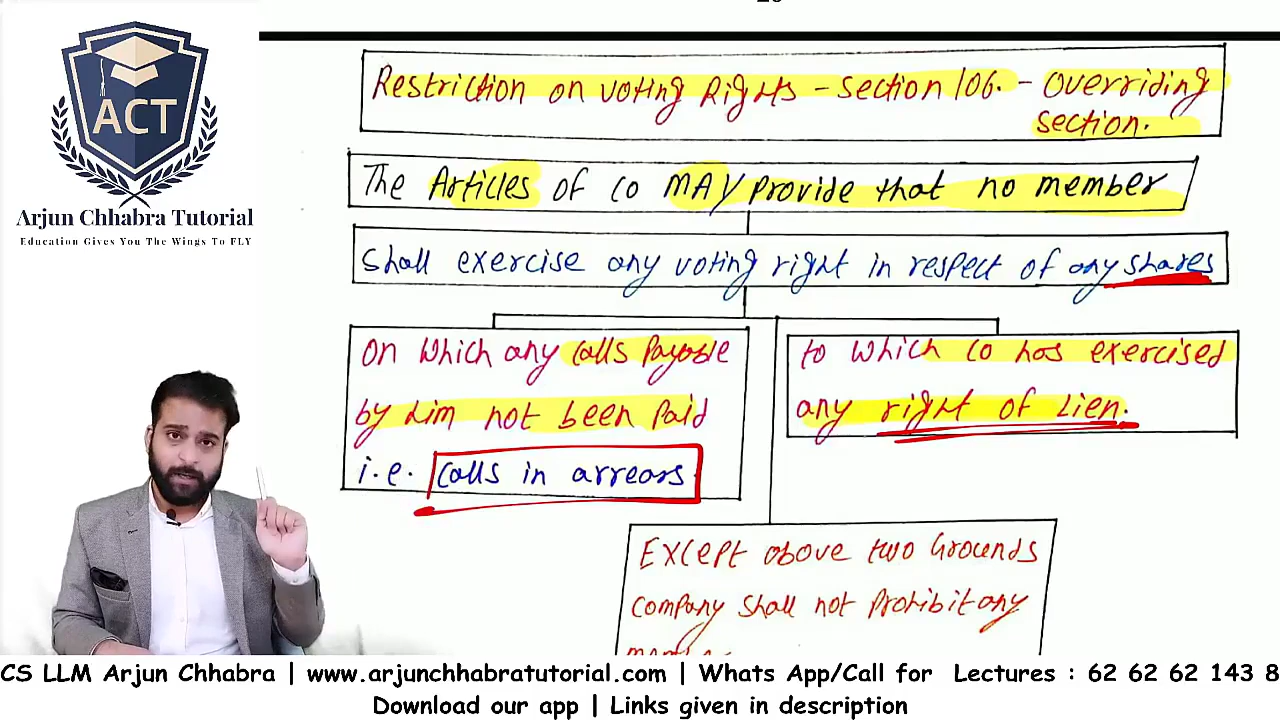 ACT
Arjun Chhabra Tutorial
Education Gives You The Wings To FLY
Restriction on voting Rights - Section 106. - Overriding
section.
The Articles of Co MAY provide that no member
shall exercise any voting right in respect of any shares
on which any calls payable
by him not been paid
i.e. calls in arrears.
to which co has exercised
any right of Lien.
Except above two Grounds
company shall not prohibit any
CS LLM Arjun Chhabra | www.arjunchhabratutorial.com | Whats App/Call for Lectures : 62 62 62 143 8
Download our app | Links given in description